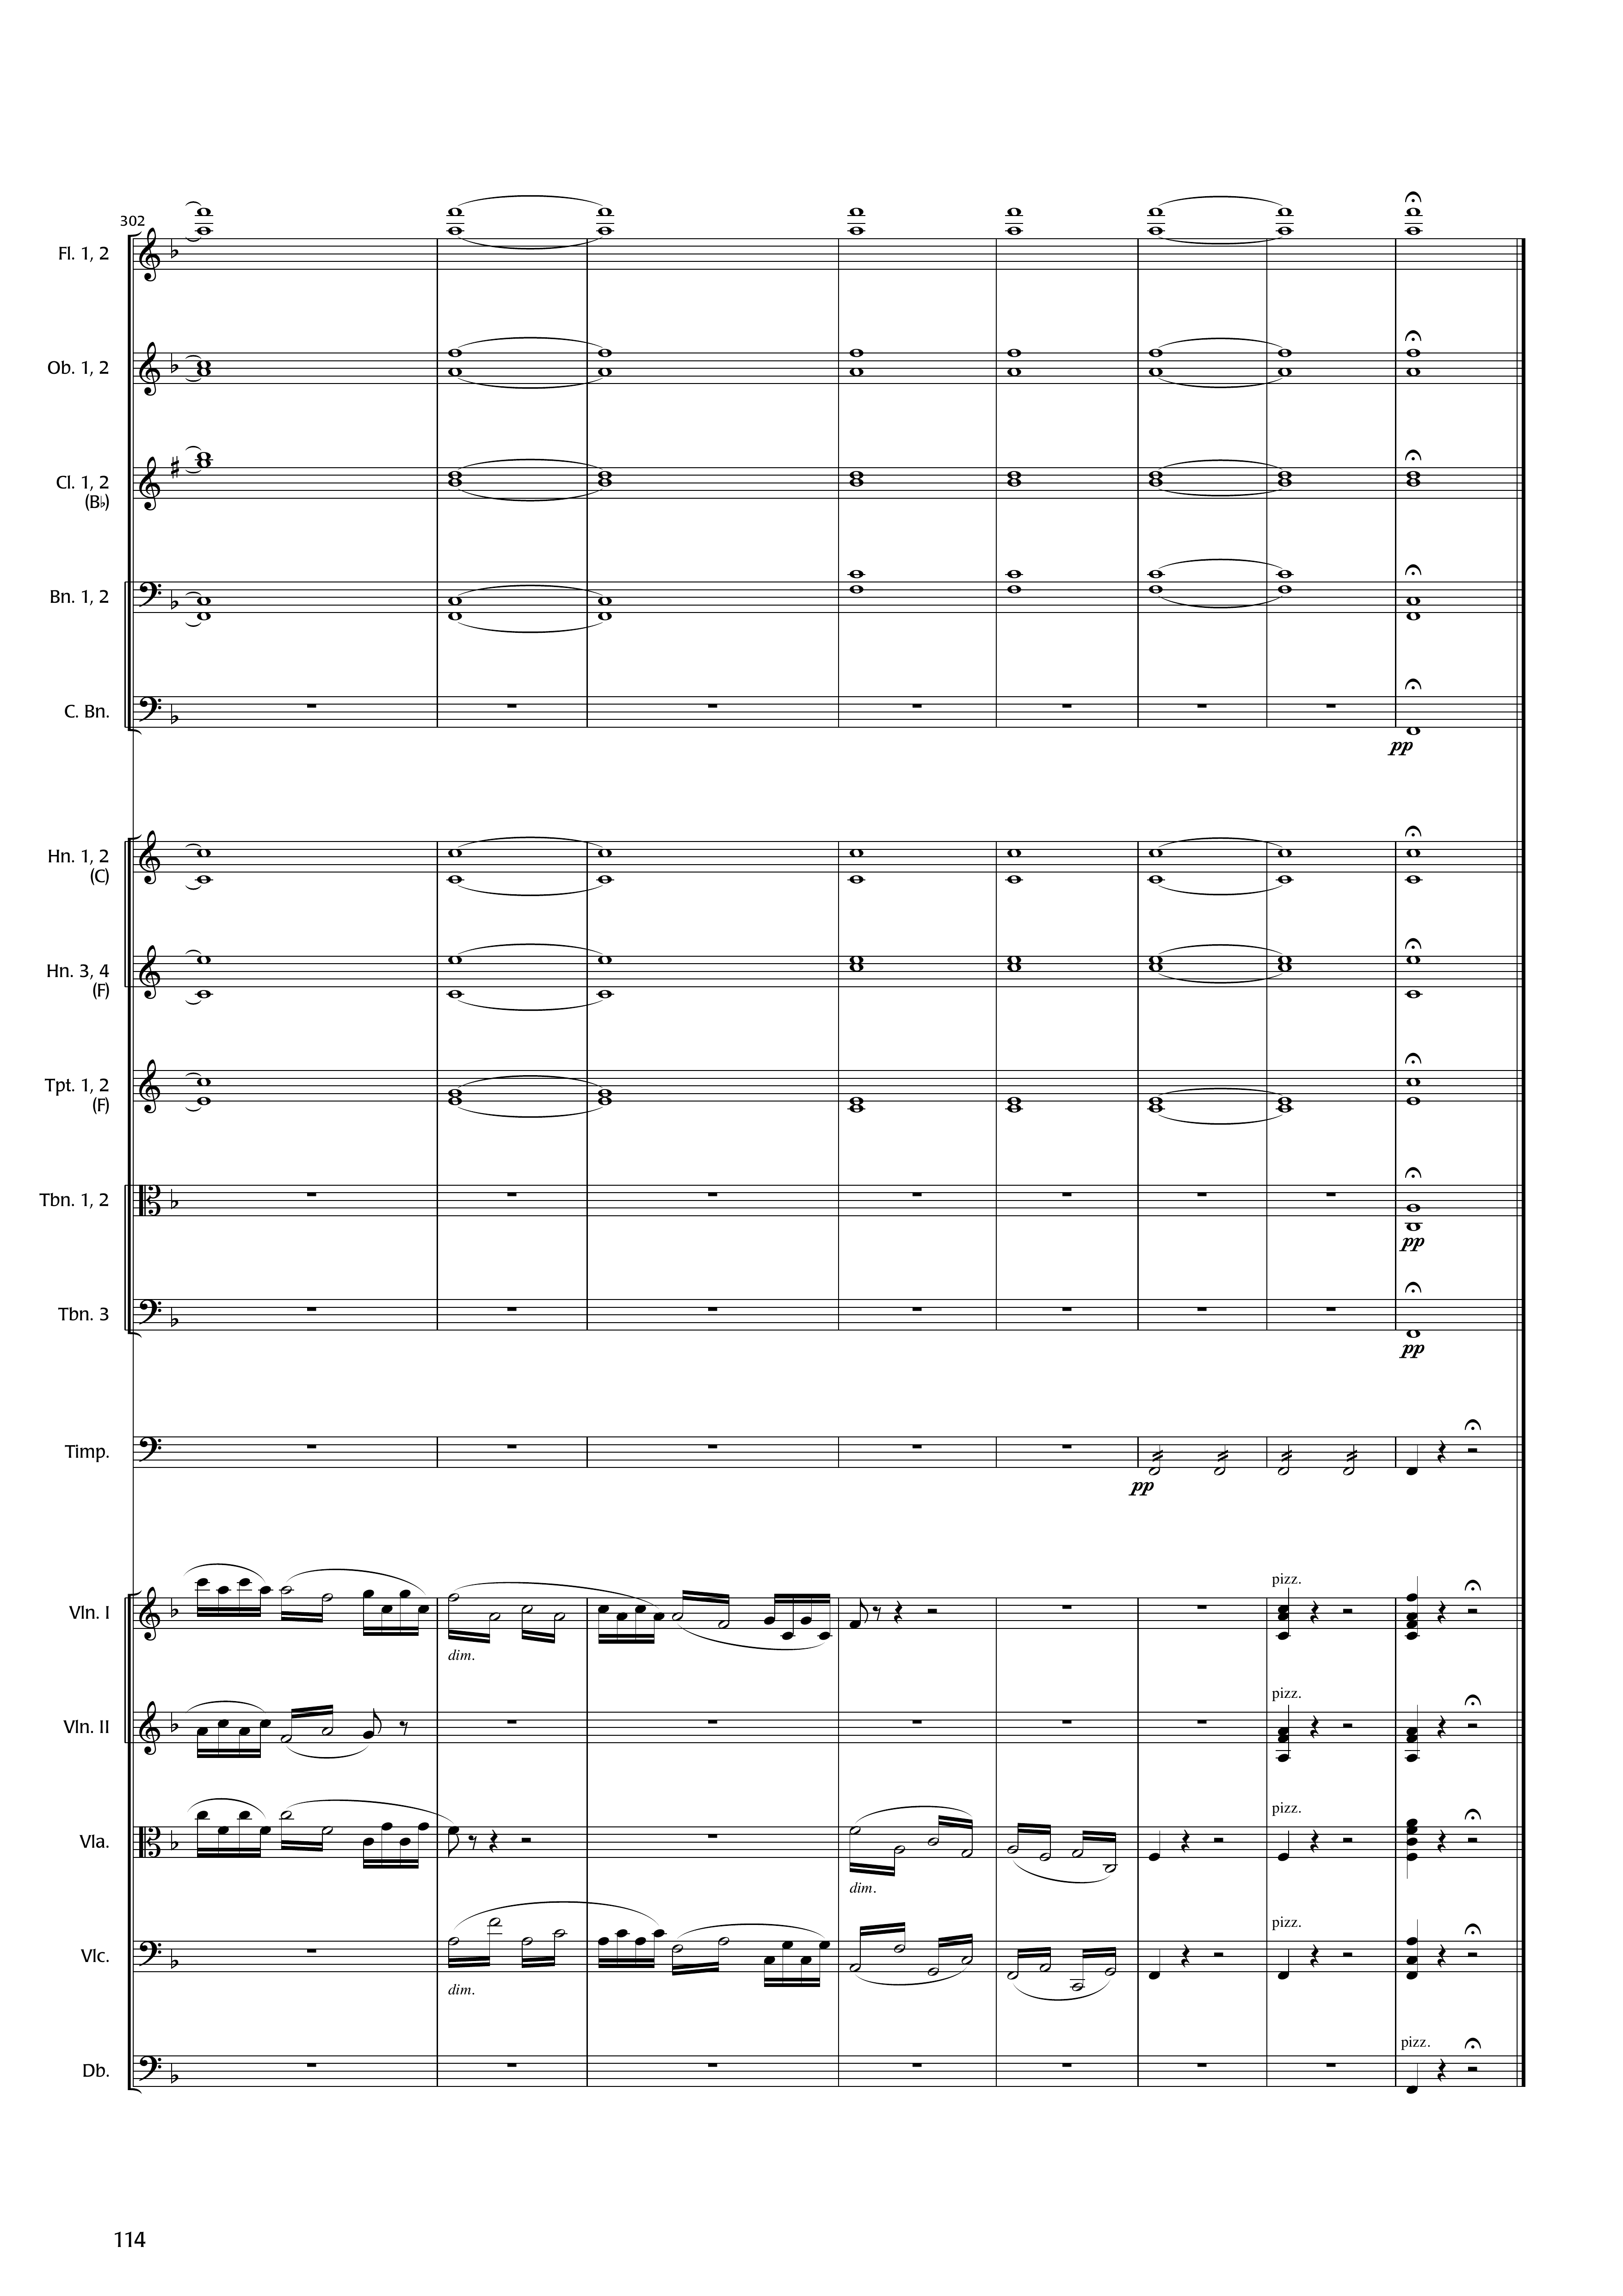 302
Fl. 1, 2
Ob. 1, 2
Cl. 1, 2
(B♭)
Bn. 1, 2
C. Bn.
pp
Hn. 1, 2
(C)
Hn. 3, 4
(F)
Tpt. 1, 2
(F)
Tbn. 1, 2
pp
Tbn. 3
pp
Timp.
pp
pizz.
Vln. I
dim.
pizz.
Vln. II
pizz.
Vla.
dim.
pizz.
Vlc.
dim.
pizz.
Db.
114